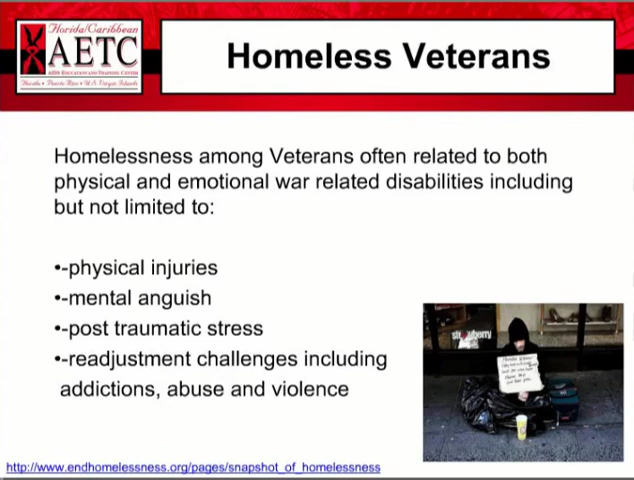 Florida/Caribbean
AETC
AIDS EDUCATION AND TRAINING CENTER
Florida • Puerto Rico • U.S. Virgin Islands
Homeless Veterans
Homelessness among Veterans often related to both
physical and emotional war related disabilities including
but not limited to:
•-physical injuries
•-mental anguish
•-post traumatic stress
•-readjustment challenges including
addictions, abuse and violence
http://www.endhomelessness.org/pages/snapshot_of_homelessness